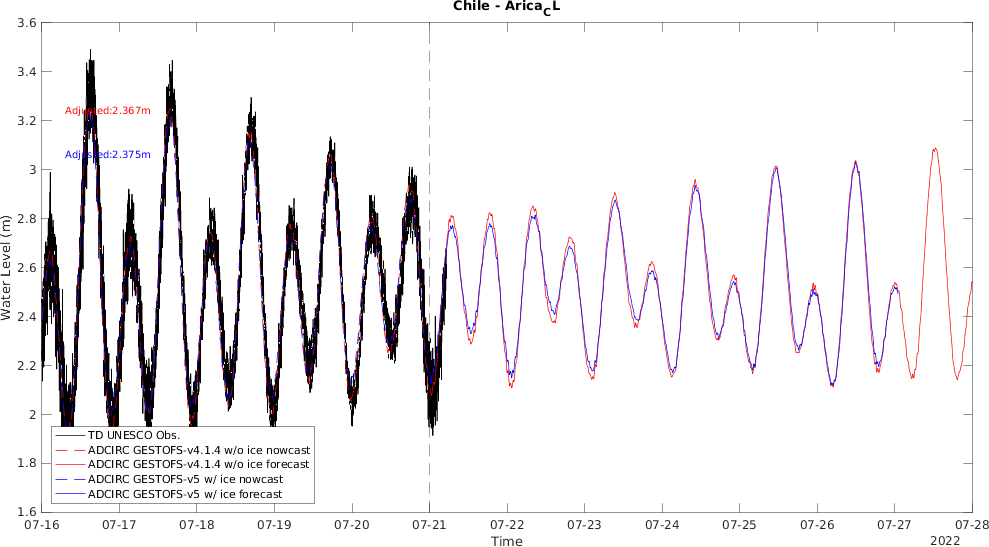 Chile - Arica_CL
3.6
3.4
3.2
3
2.8
2.6
2.4
2.2
2
1.8
1.6
Water Level (m)
Adjusted:2.367m
Adjusted:2.375m
TD UNESCO Obs.
ADCIRC GESTOFS-v4.1.4 w/o ice nowcast
ADCIRC GESTOFS-v4.1.4 w/o ice forecast
ADCIRC GESTOFS-v5 w/ ice nowcast
ADCIRC GESTOFS-v5 w/ ice forecast
07-16 07-17 07-18 07-19 07-20 07-21 07-22 07-23 07-24 07-25 07-26 07-27 07-28
Time
2022